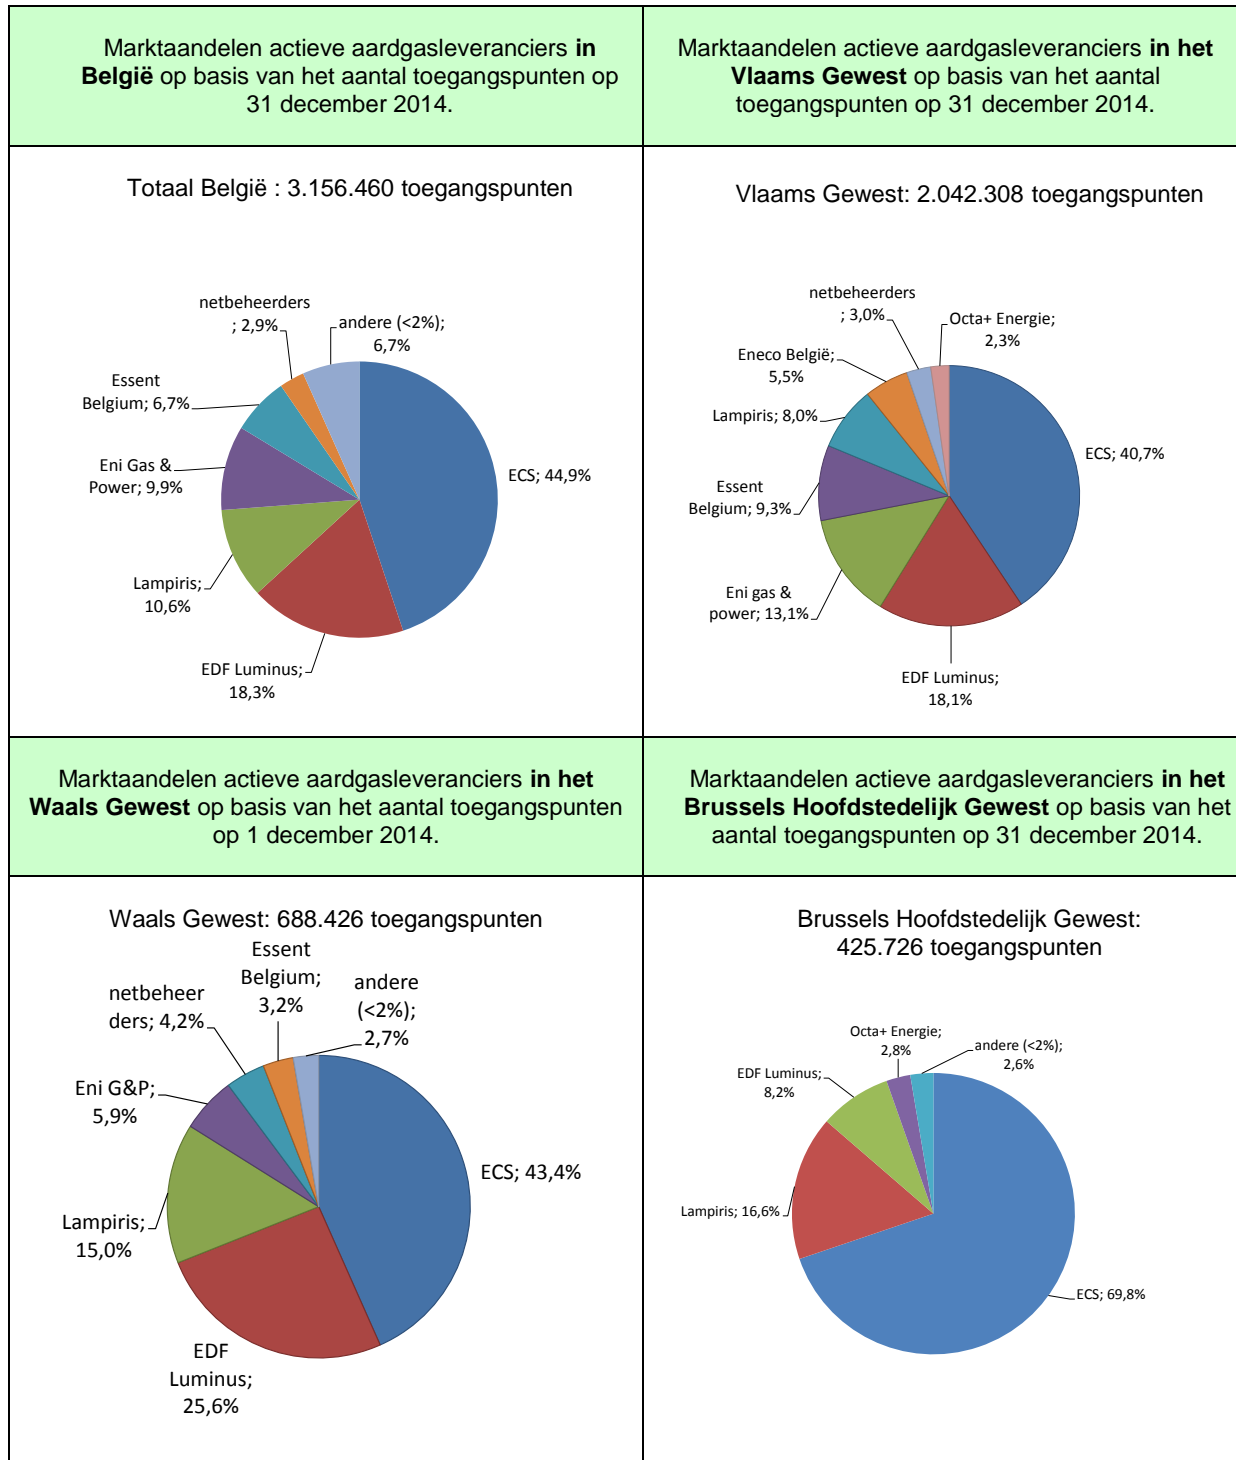 Marktaandelen actieve aardgasleveranciers in
België op basis van het aantal toegangspunten op
31 december 2014.
Marktaandelen actieve aardgasleveranciers in het
Vlaams Gewest op basis van het aantal
toegangspunten op 31 december 2014.
Totaal België : 3.156.460 toegangspunten
netbeheerders
; 2,9%
andere (<2%);
6,7%
Essent
Belgium; 6,7%
Eni Gas &
Power; 9,9%
ECS; 44,9%
Lampiris;
10,6%
EDF Luminus;
18,3%
Vlaams Gewest: 2.042.308 toegangspunten
netbeheerders
; 3,0%
Octa+ Energie;
2,3%
Eneco België;
5,5%
Lampiris; 8,0%
ECS; 40,7%
Essent
Belgium; 9,3%
Eni gas &
power; 13,1%
EDF Luminus;
18,1%
Marktaandelen actieve aardgasleveranciers in het
Waals Gewest op basis van het aantal toegangspunten
op 1 december 2014.
Marktaandelen actieve aardgasleveranciers in het
Brussels Hoofdstedelijk Gewest op basis van het
aantal toegangspunten op 31 december 2014.
Waals Gewest: 688.426 toegangspunten
Essent
Belgium;
3,2%
andere
(<2%);
2,7%
netbeheer
ders; 4,2%
Eni G&P;
5,9%
ECS; 43,4%
Lampiris;
15,0%
EDF
Luminus;
25,6%
Brussels Hoofdstedelijk Gewest:
425.726 toegangspunten
Octa+ Energie;
2,8%
andere (<2%);
2,6%
EDF Luminus;
8,2%
Lampiris; 16,6%
ECS; 69,8%